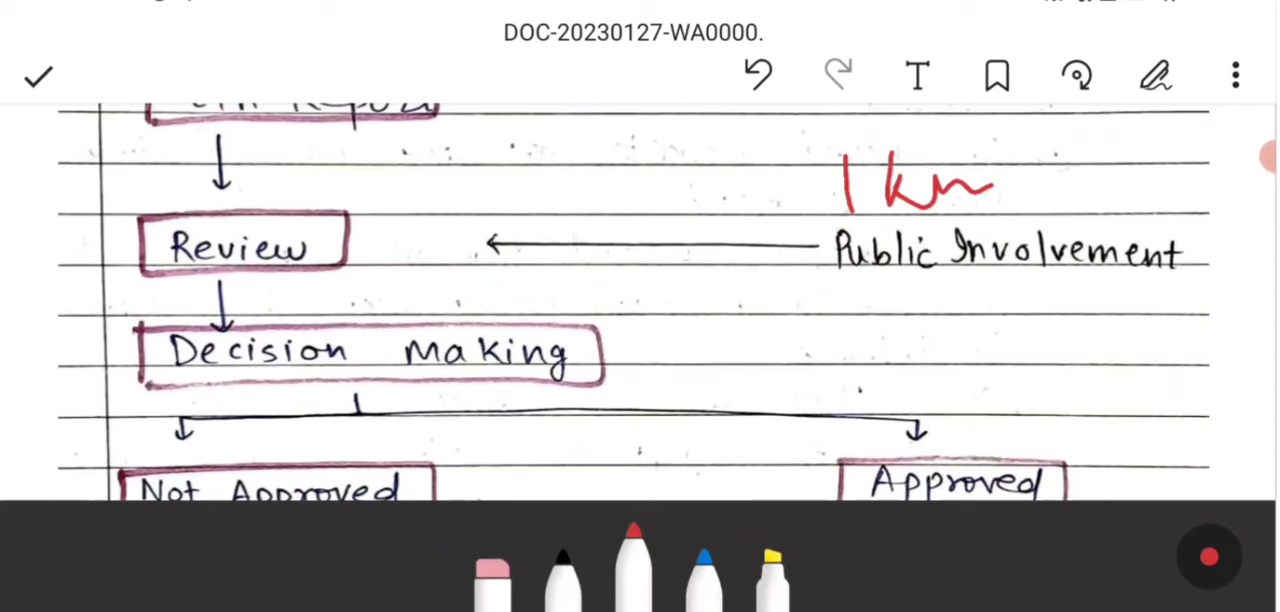 DOC-20230127-WA0000.
T
1 km
Review
Public Involvement
Decision Making
Not Approved
Approved